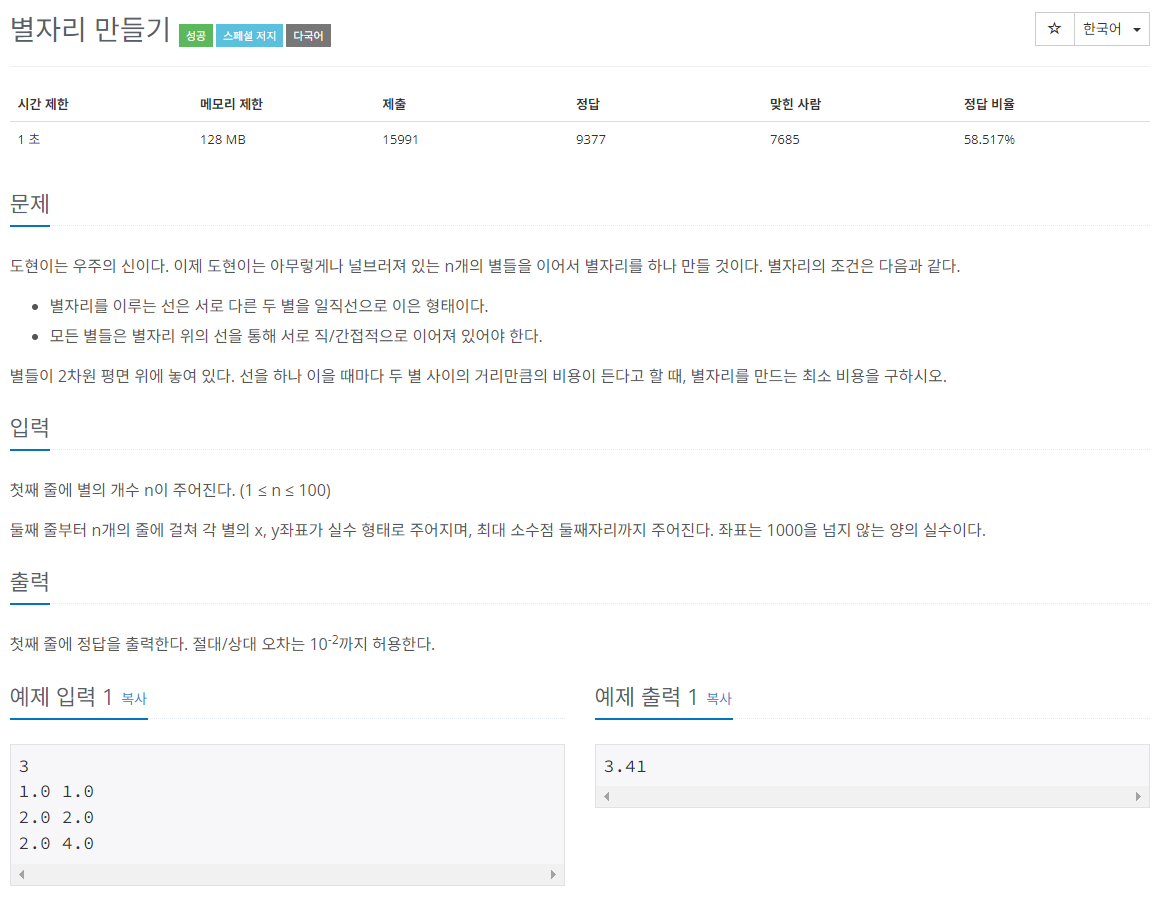 별자리 만들기 성공 스페셜 저지 다국어
☆ 한국어
시간 제한 메모리 제한 제출 정답 맞힌 사람 정답 비율
1 초 128 MB 15991 9377 7685 58.517%
문제
도현이는 우주의 신이다. 이제 도현이는 아무렇게나 널브러져 있는 n개의 별들을 이어서 별자리를 하나 만들 것이다. 별자리의 조건은 다음과 같다.
• 별자리를 이루는 선은 서로 다른 두 별을 일직선으로 이은 형태이다.
• 모든 별들은 별자리 위의 선을 통해 서로 직/간접적으로 이어져 있어야 한다.
별들이 2차원 평면 위에 놓여 있다. 선을 하나 이을 때마다 두 별 사이의 거리만큼의 비용이 든다고 할 때, 별자리를 만드는 최소 비용을 구하시오.
입력
첫째 줄에 별의 개수 n이 주어진다. (1 ≤ n ≤ 100)
둘째 줄부터 n개의 줄에 걸쳐 각 별의 x, y좌표가 실수 형태로 주어지며, 최대 소수점 둘째자리까지 주어진다. 좌표는 1000을 넘지 않는 양의 실수이다.
출력
첫째 줄에 정답을 출력한다. 절대/상대 오차는 10-2까지 허용한다.
예제 입력 1 복사
3
1.0 1.0
2.0 2.0
2.0 4.0
예제 출력 1 복사
3.41